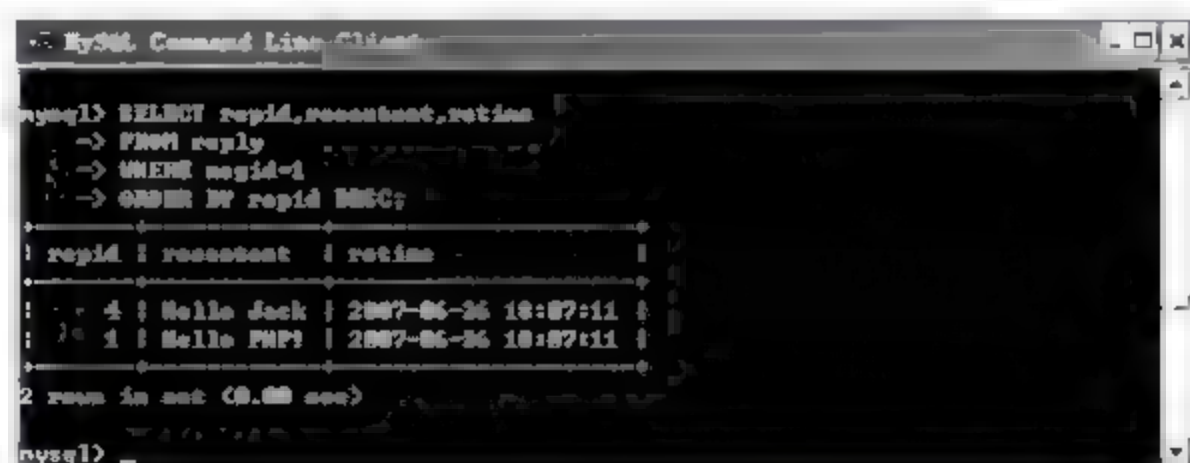 MySQL Command Line Client
mysql> SELECT repid,recontent,retime
-> FROM reply
-> WHERE msgid=1
-> ORDER BY repid DESC;
| repid | recontent | retime |
| 4 | Hello Jack | 2007-06-26 18:07:11 |
| 1 | Hello PHP! | 2007-06-26 18:07:11 |
2 rows in set (0.00 sec)
mysql> _